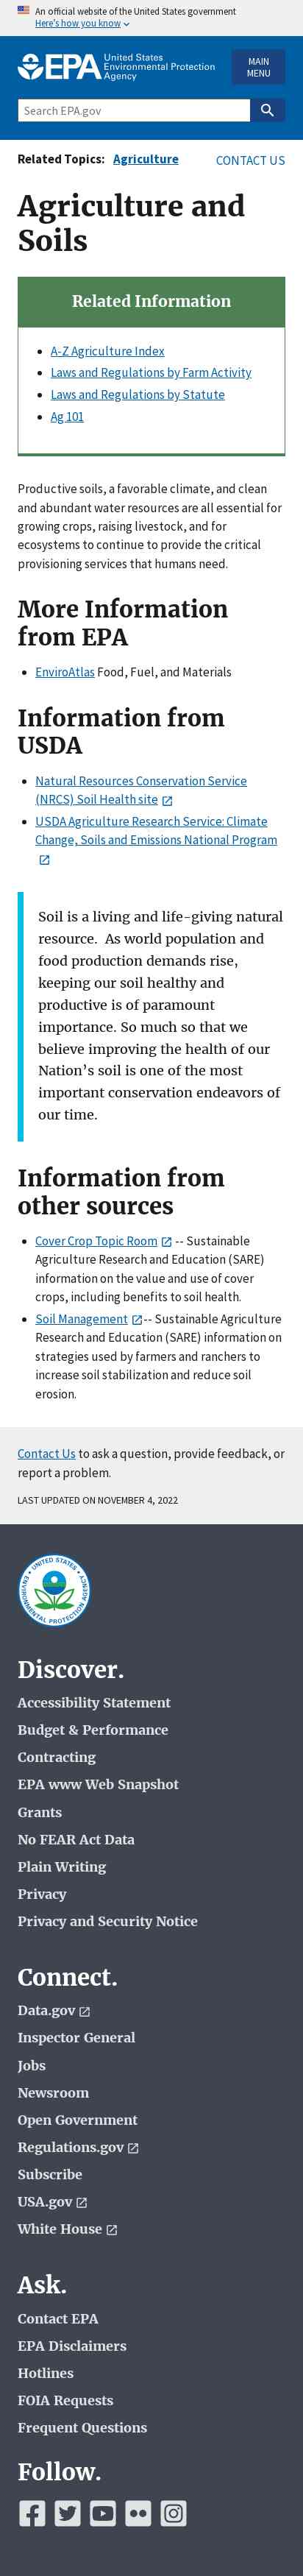 An official website of the United States government
Here's how you know
EPA United States
Environmental Protection
Agency
MAIN
MENU
Search EPA.gov
Related Topics: Agriculture
CONTACT US
Agriculture and
Soils
Related Information
A-Z Agriculture Index
Laws and Regulations by Farm Activity
Laws and Regulations by Statute
Ag 101
Productive soils, a favorable climate, and clean
and abundant water resources are all essential for
growing crops, raising livestock, and for
ecosystems to continue to provide the critical
provisioning services that humans need.
More Information
from EPA
EnviroAtlas Food, Fuel, and Materials
Information from
USDA
Natural Resources Conservation Service
(NRCS) Soil Health site
USDA Agriculture Research Service: Climate
Change, Soils and Emissions National Program
Soil is a living and life-giving natural
resource.  As world population and
food production demands rise,
keeping our soil healthy and
productive is of paramount
importance. So much so that we
believe improving the health of our
Nation’s soil is one of the most
important conservation endeavors of
our time.
Information from
other sources
Cover Crop Topic Room -- Sustainable
Agriculture Research and Education (SARE)
information on the value and use of cover
crop, including benefits to soil health.
Soil Management -- Sustainable Agriculture
Research and Education (SARE) information on
strategies used by farmers and ranchers to
increase soil stabilization and reduce soil
erosion.
Contact Us to ask a question, provide feedback, or
report a problem.
LAST UPDATED ON NOVEMBER 4, 2022
UNITED STATES
ENVIRONMENTAL PROTECTION AGENCY
Discover.
Accessibility Statement
Budget & Performance
Contracting
EPA www Web Snapshot
Grants
No FEAR Act Data
Plain Writing
Privacy
Privacy and Security Notice
Connect.
Data.gov
Inspector General
Jobs
Newsroom
Open Government
Regulations.gov
Subscribe
USA.gov
White House
Ask.
Contact EPA
EPA Disclaimers
Hotlines
FOIA Requests
Frequent Questions
Follow.